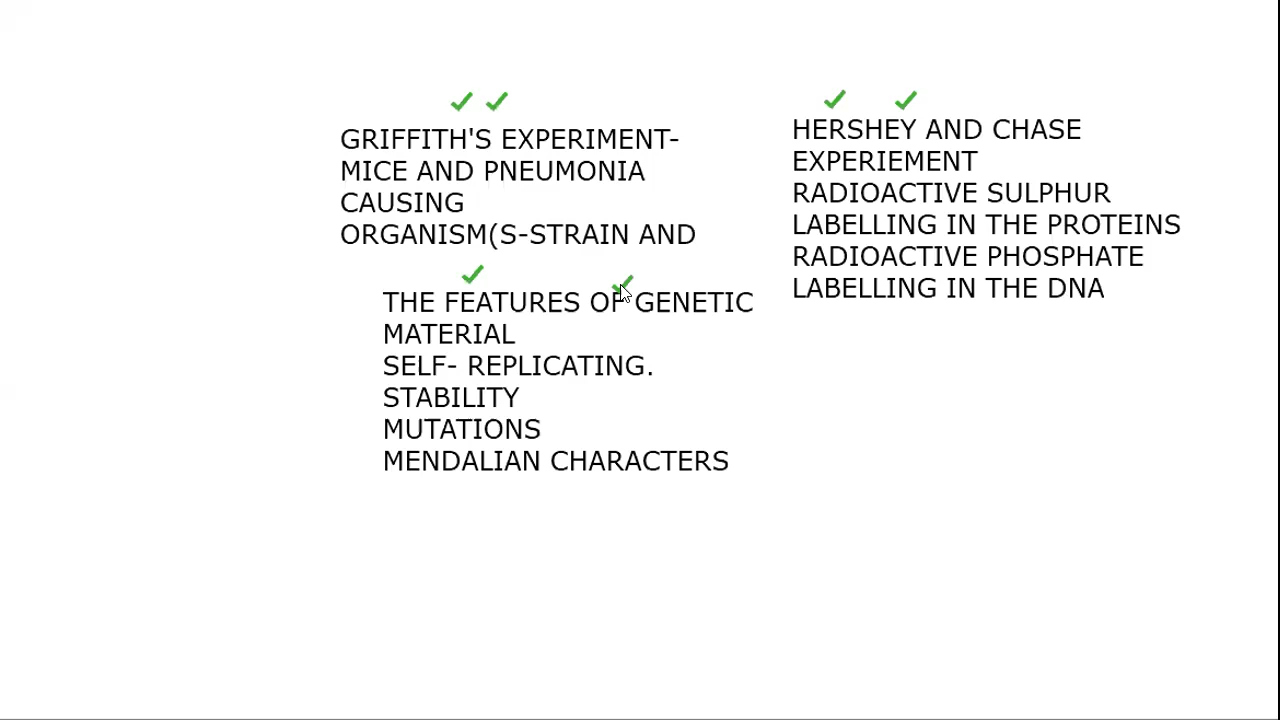 GRIFFITH'S EXPERIMENT-
MICE AND PNEUMONIA
CAUSING
ORGANISM(S-STRAIN AND
THE FEATURES OF GENETIC
MATERIAL
SELF- REPLICATING.
STABILITY
MUTATIONS
MENDALIAN CHARACTERS
HERSHEY AND CHASE
EXPERIEMENT
RADIOACTIVE SULPHUR
LABELLING IN THE PROTEINS
RADIOACTIVE PHOSPHATE
LABELLING IN THE DNA